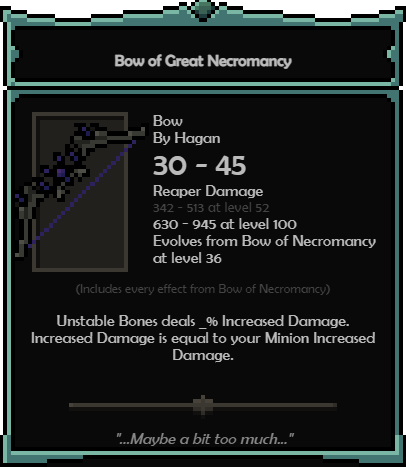 Bow of Great Necromancy
Bow
By Hagan
30 - 45
Reaper Damage
342 - 513 at level 52
630 - 945 at level 100
Evolves from Bow of Necromancy
at level 36
(Includes every effect from Bow of Necromancy)
Unstable Bones deals _% Increased Damage.
Increased Damage is equal to your Minion Increased
Damage.
"...Maybe a bit too much..."